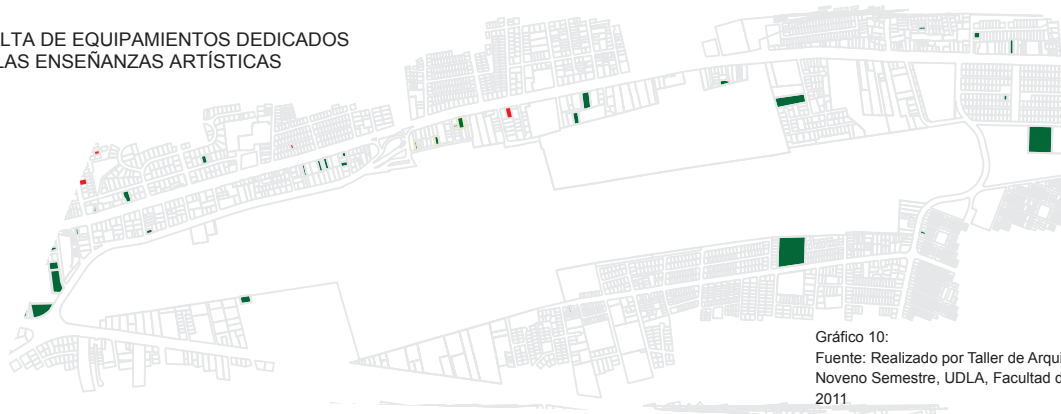 LTA DE EQUIPAMIENTOS DEDICADOS
LAS ENSEÑANZAS ARTÍSTICAS
Gráfico 10:
Fuente: Realizado por Taller de Arqui
Noveno Semestre, UDLA, Facultad d
2011